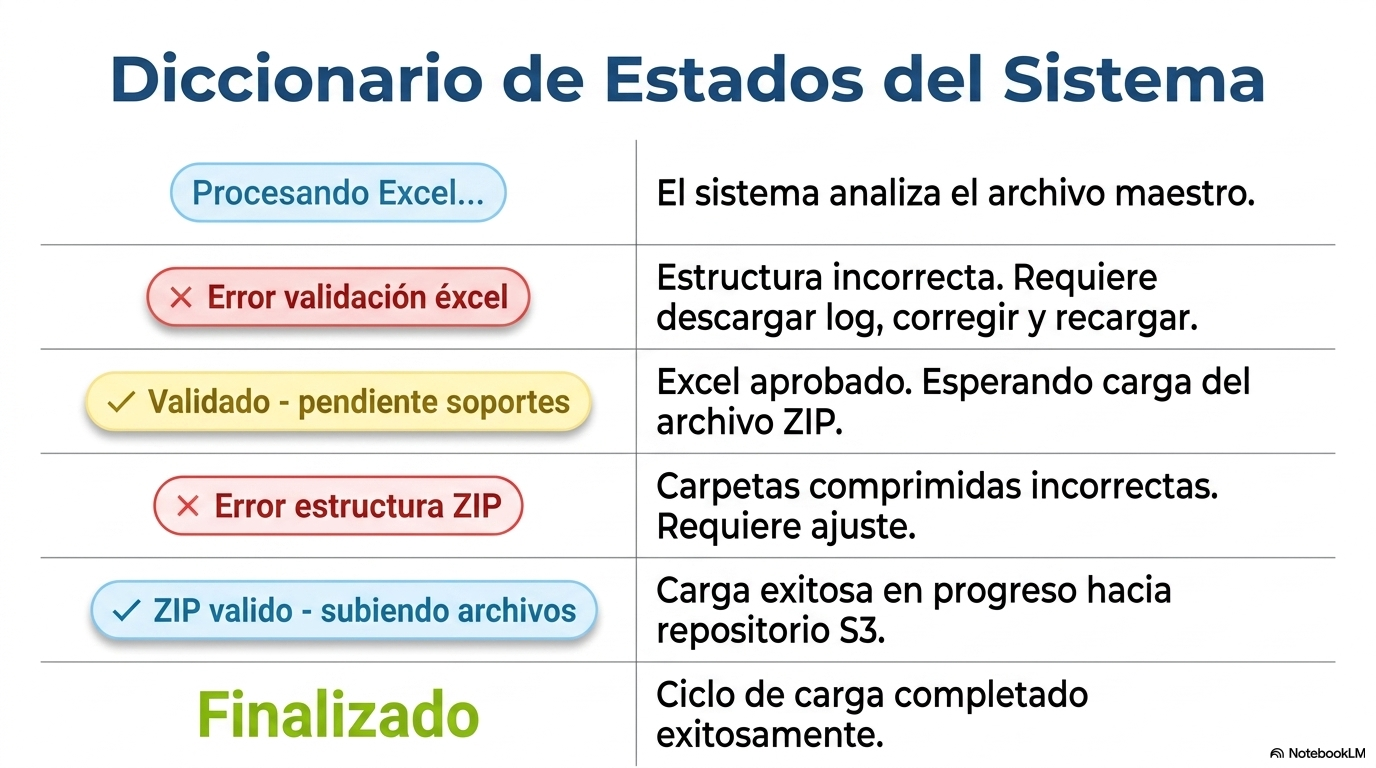 Diccionario de Estados del Sistema
Procesando Excel...
El sistema analiza el archivo maestro.
Error validación éxcel
Estructura incorrecta. Requiere
descargar log, corregir y recargar.
Validado - pendiente soportes
Excel aprobado. Esperando carga del
archivo ZIP.
Error estructura ZIP
Carpetas comprimidas incorrectas.
Requiere ajuste.
ZIP valido - subiendo archivos
Carga exitosa en progreso hacia
repositorio S3.
Finalizado
Ciclo de carga completado
exitosamente.
NotebookLM